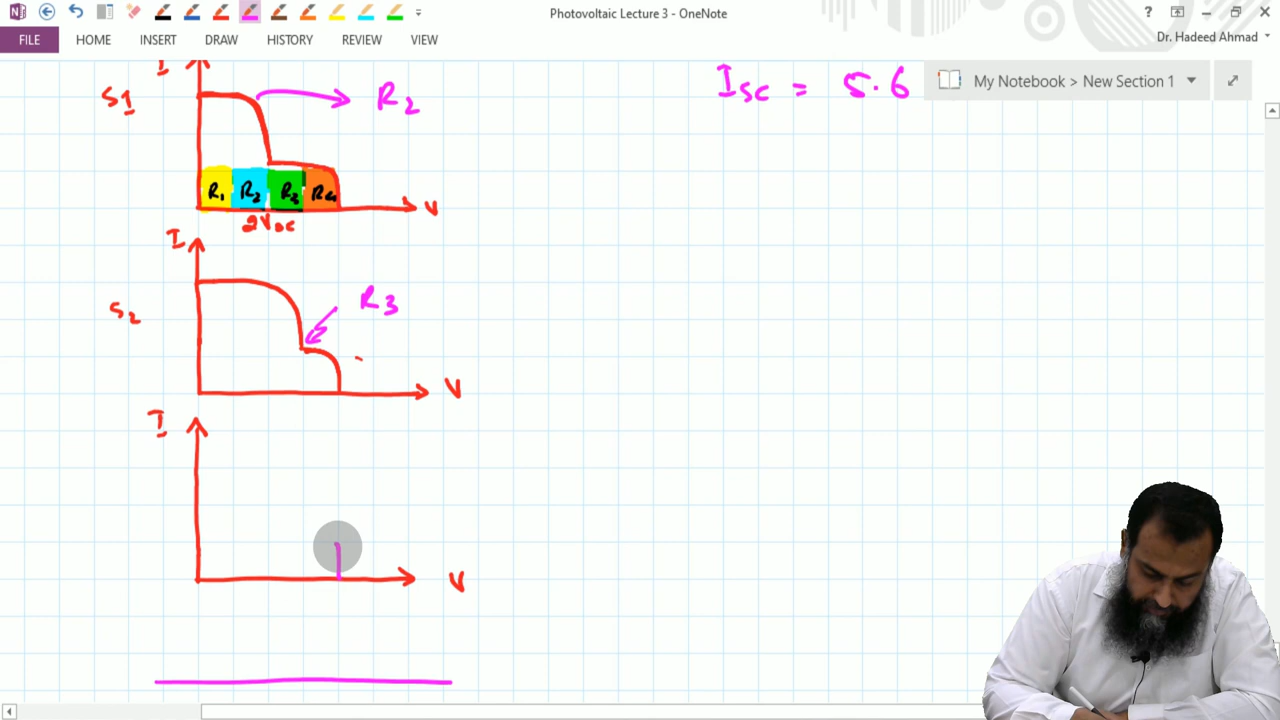 Photovoltaic Lecture 3 - OneNote
?
FILE HOME INSERT DRAW HISTORY REVIEW VIEW
Dr. Hadeed Ahmad
My Notebook > New Section 1
Isc = 5.6
I
S1
R2
R1 R2 R3 R4
V
2Voc
I
S2
R3
V
I
V